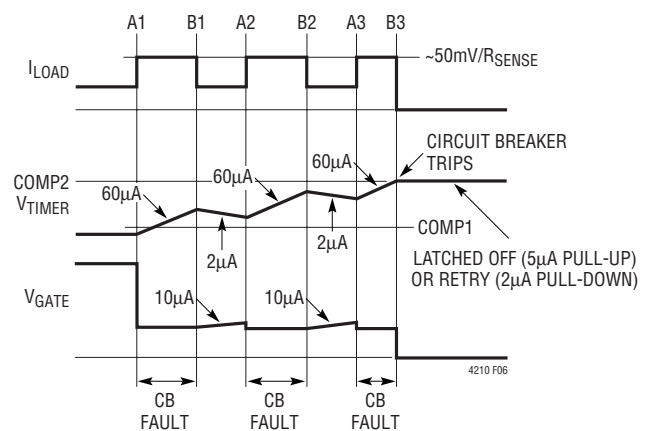 A1 B1 A2 B2 A3 B3
~50mV/RSENSE
ILOAD
CIRCUIT BREAKER
TRIPS
60µA
60µA
60µA
COMP2
VTIMER
COMP1
2µA
2µA
LATCHED OFF (5µA PULL-UP)
OR RETRY (2µA PULL-DOWN)
VGATE
10µA
10µA
4210 F06
CB
FAULT
CB
FAULT
CB
FAULT